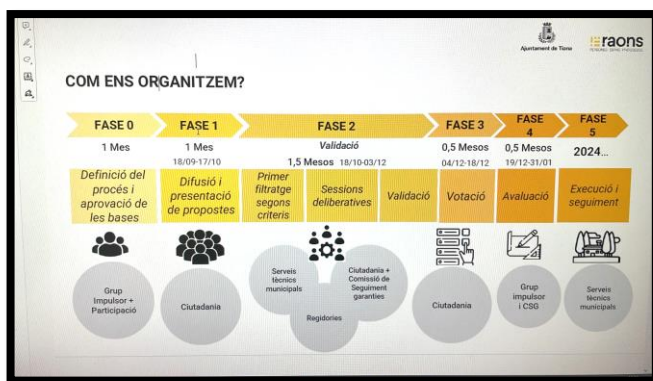 Ajuntament de Tiana
raons
COM ENS ORGANITZEM?
FASE 0
FASE 1
FASE 2
FASE 3
FASE
4
FASE
5
1 Mes
1 Mes
18/09-17/10
Validació
1,5 Mesos 18/10-03/12
0,5 Mesos
04/12-18/12
0,5 Mesos
19/12-31/01
2024...
Definició del
procés i
aprovació de
les bases
Difusió i
presentació
de propostes
Primer
filtratge
segons
criteris
Sessions
deliberatives
Validació
Votació
Avaluació
Execució i
seguiment
Grup
Impulsor +
Participació
Ciutadania
Serveis
tècnics
municipals
Regidories
Ciutadania +
Comissió de
Seguiment
garanties
Ciutadania
Grup
impulsor
i CSG
Serveis
tècnics
municipals